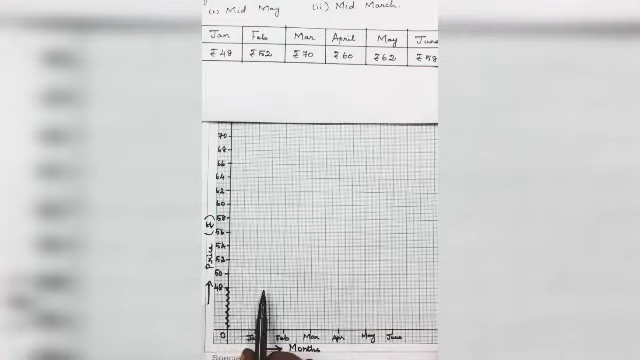 (i) Mid May (ii) Mid March.
Jan Feb Mar April May June
₹48 ₹52 ₹70 ₹60 ₹62 ₹58
70
68
66
64
62
60
58
56
54
52
50
48
Price (₹)
0 Feb Mar Apr May June
Months